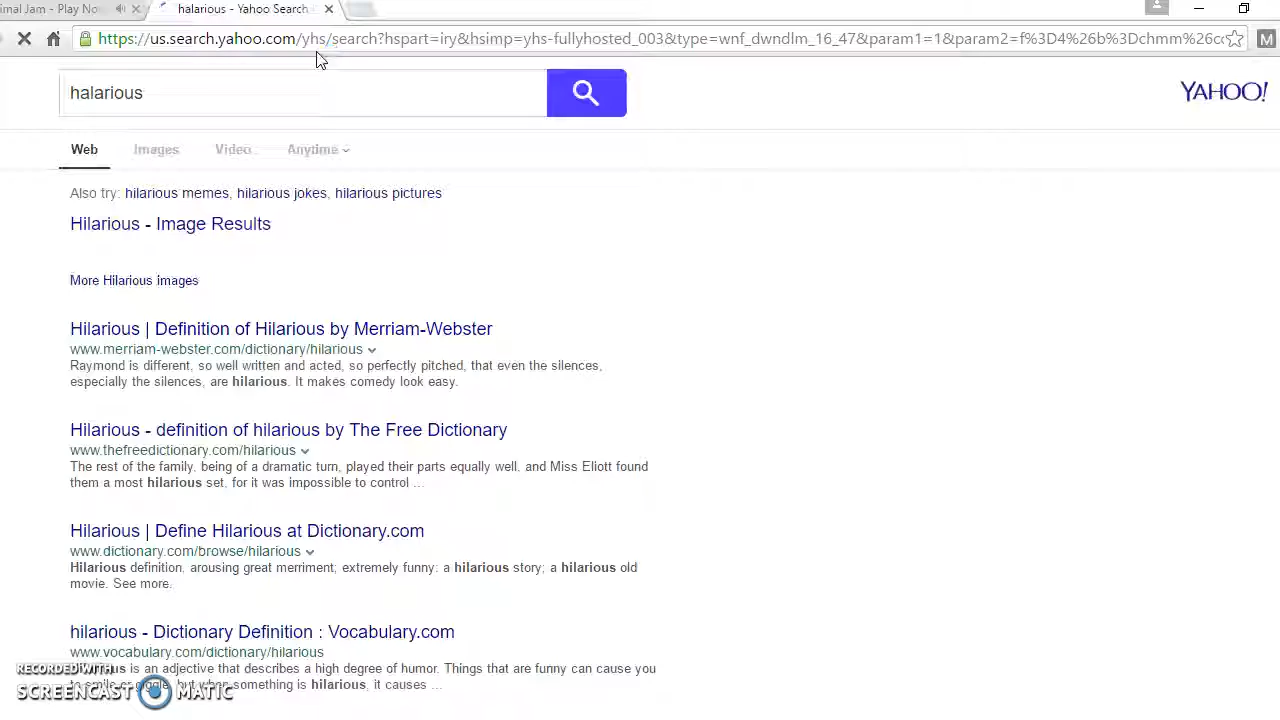 imal Jam - Play No
halarious - Yahoo Search
https://us.search.yahoo.com/yhs/search?hspart=iry&hsimp=yhs-fullyhosted_003&type=wnf_dwndlm_16_47&param1=1&param2=f%3D4%26b%3Dchmm%26c
M
halarious
YAHOO!
Web Images Video Anytime
Also try: hilarious memes, hilarious jokes, hilarious pictures
Hilarious - Image Results
More Hilarious images
Hilarious | Definition of Hilarious by Merriam-Webster
www.merriam-webster.com/dictionary/hilarious
Raymond is different, so well written and acted, so perfectly pitched, that even the silences,
especially the silences, are hilarious. It makes comedy look easy.
Hilarious - definition of hilarious by The Free Dictionary
www.thefreedictionary.com/hilarious
The rest of the family, being of a dramatic turn, played their parts equally well, and Miss Eliott found
them a most hilarious set, for it was impossible to control ...
Hilarious | Define Hilarious at Dictionary.com
www.dictionary.com/browse/hilarious
Hilarious definition, arousing great merriment; extremely funny: a hilarious story; a hilarious old
movie. See more.
hilarious - Dictionary Definition : Vocabulary.com
www.vocabulary.com/dictionary/hilarious
is an adjective that describes a high degree of humor. Things that are funny can cause you
to smile or giggle, but when something is hilarious, it causes ...
RECORDED WITH
SCREENCAST MATIC